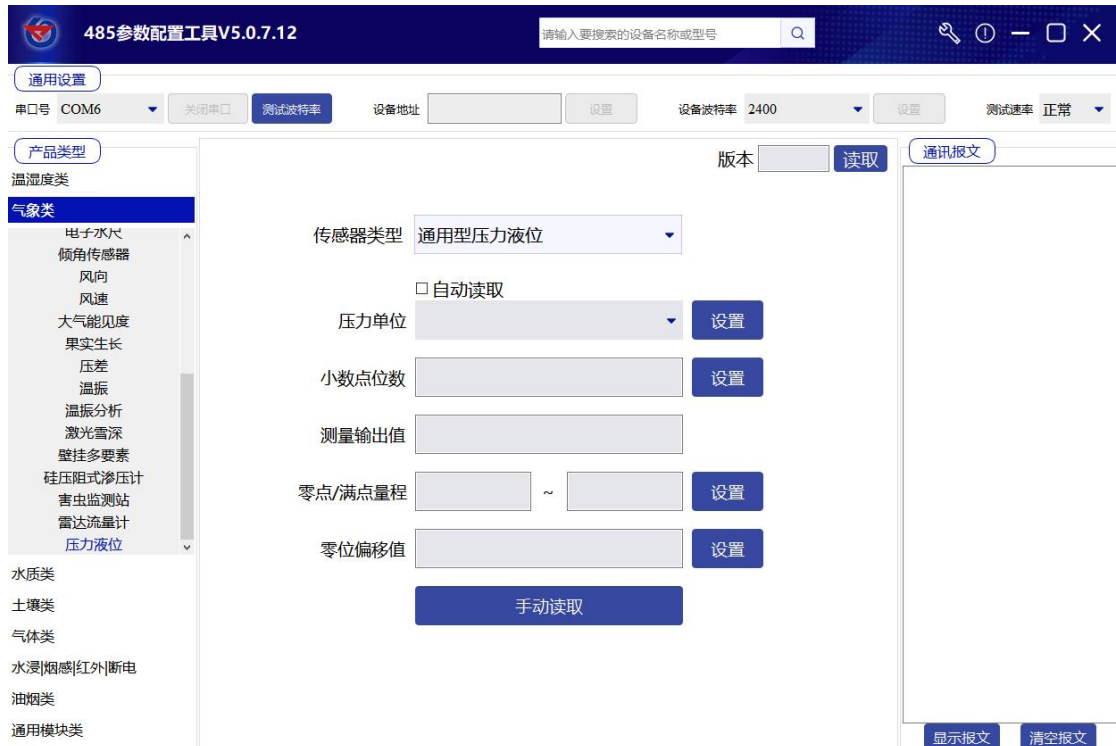 485参数配置工具V5.0.7.12
请输入要搜索的设备名称或型号
通用设置
串口号 COM6 关闭串口 测试波特率 设备地址 设置 设备波特率 2400 设置 测试速率 正常
产品类型
温湿度类
气象类
电子水尺
倾角传感器
风向
风速
大气能见度
果实生长
压差
温振
温振分析
激光雪深
壁挂多要素
硅压阻式渗压计
害虫监测站
雷达流量计
压力液位
水质类
土壤类
气体类
水浸|烟感|红外|断电
油烟类
通用模块类
版本 读取
传感器类型 通用型压力液位
自动读取
压力单位 设置
小数点位数 设置
测量输出值
零点/满点量程 ~ 设置
零位偏移值 设置
手动读取
通讯报文
显示报文 清空报文